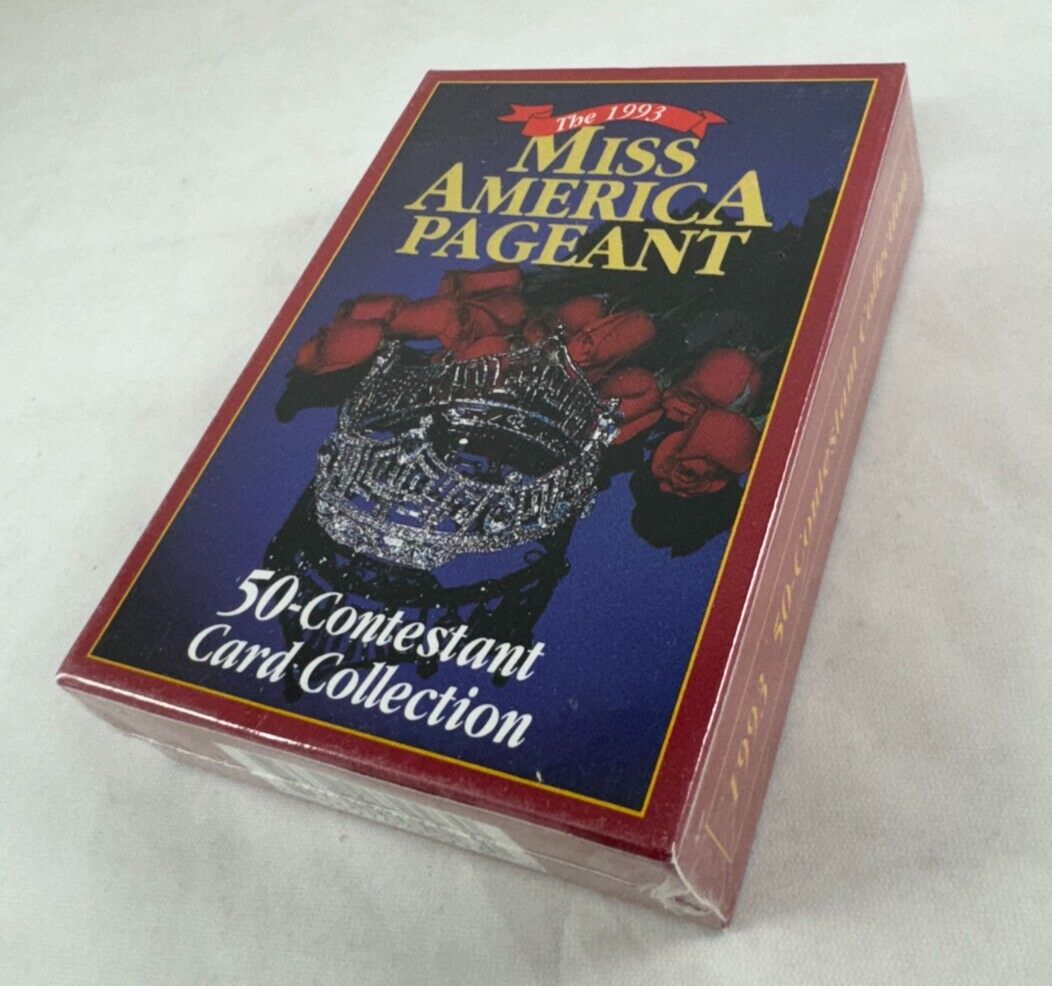 The 1993
MISS
AMERICA
PAGEANT
50-Contestant
Card Collection
1993 50-Contestant Card Collection